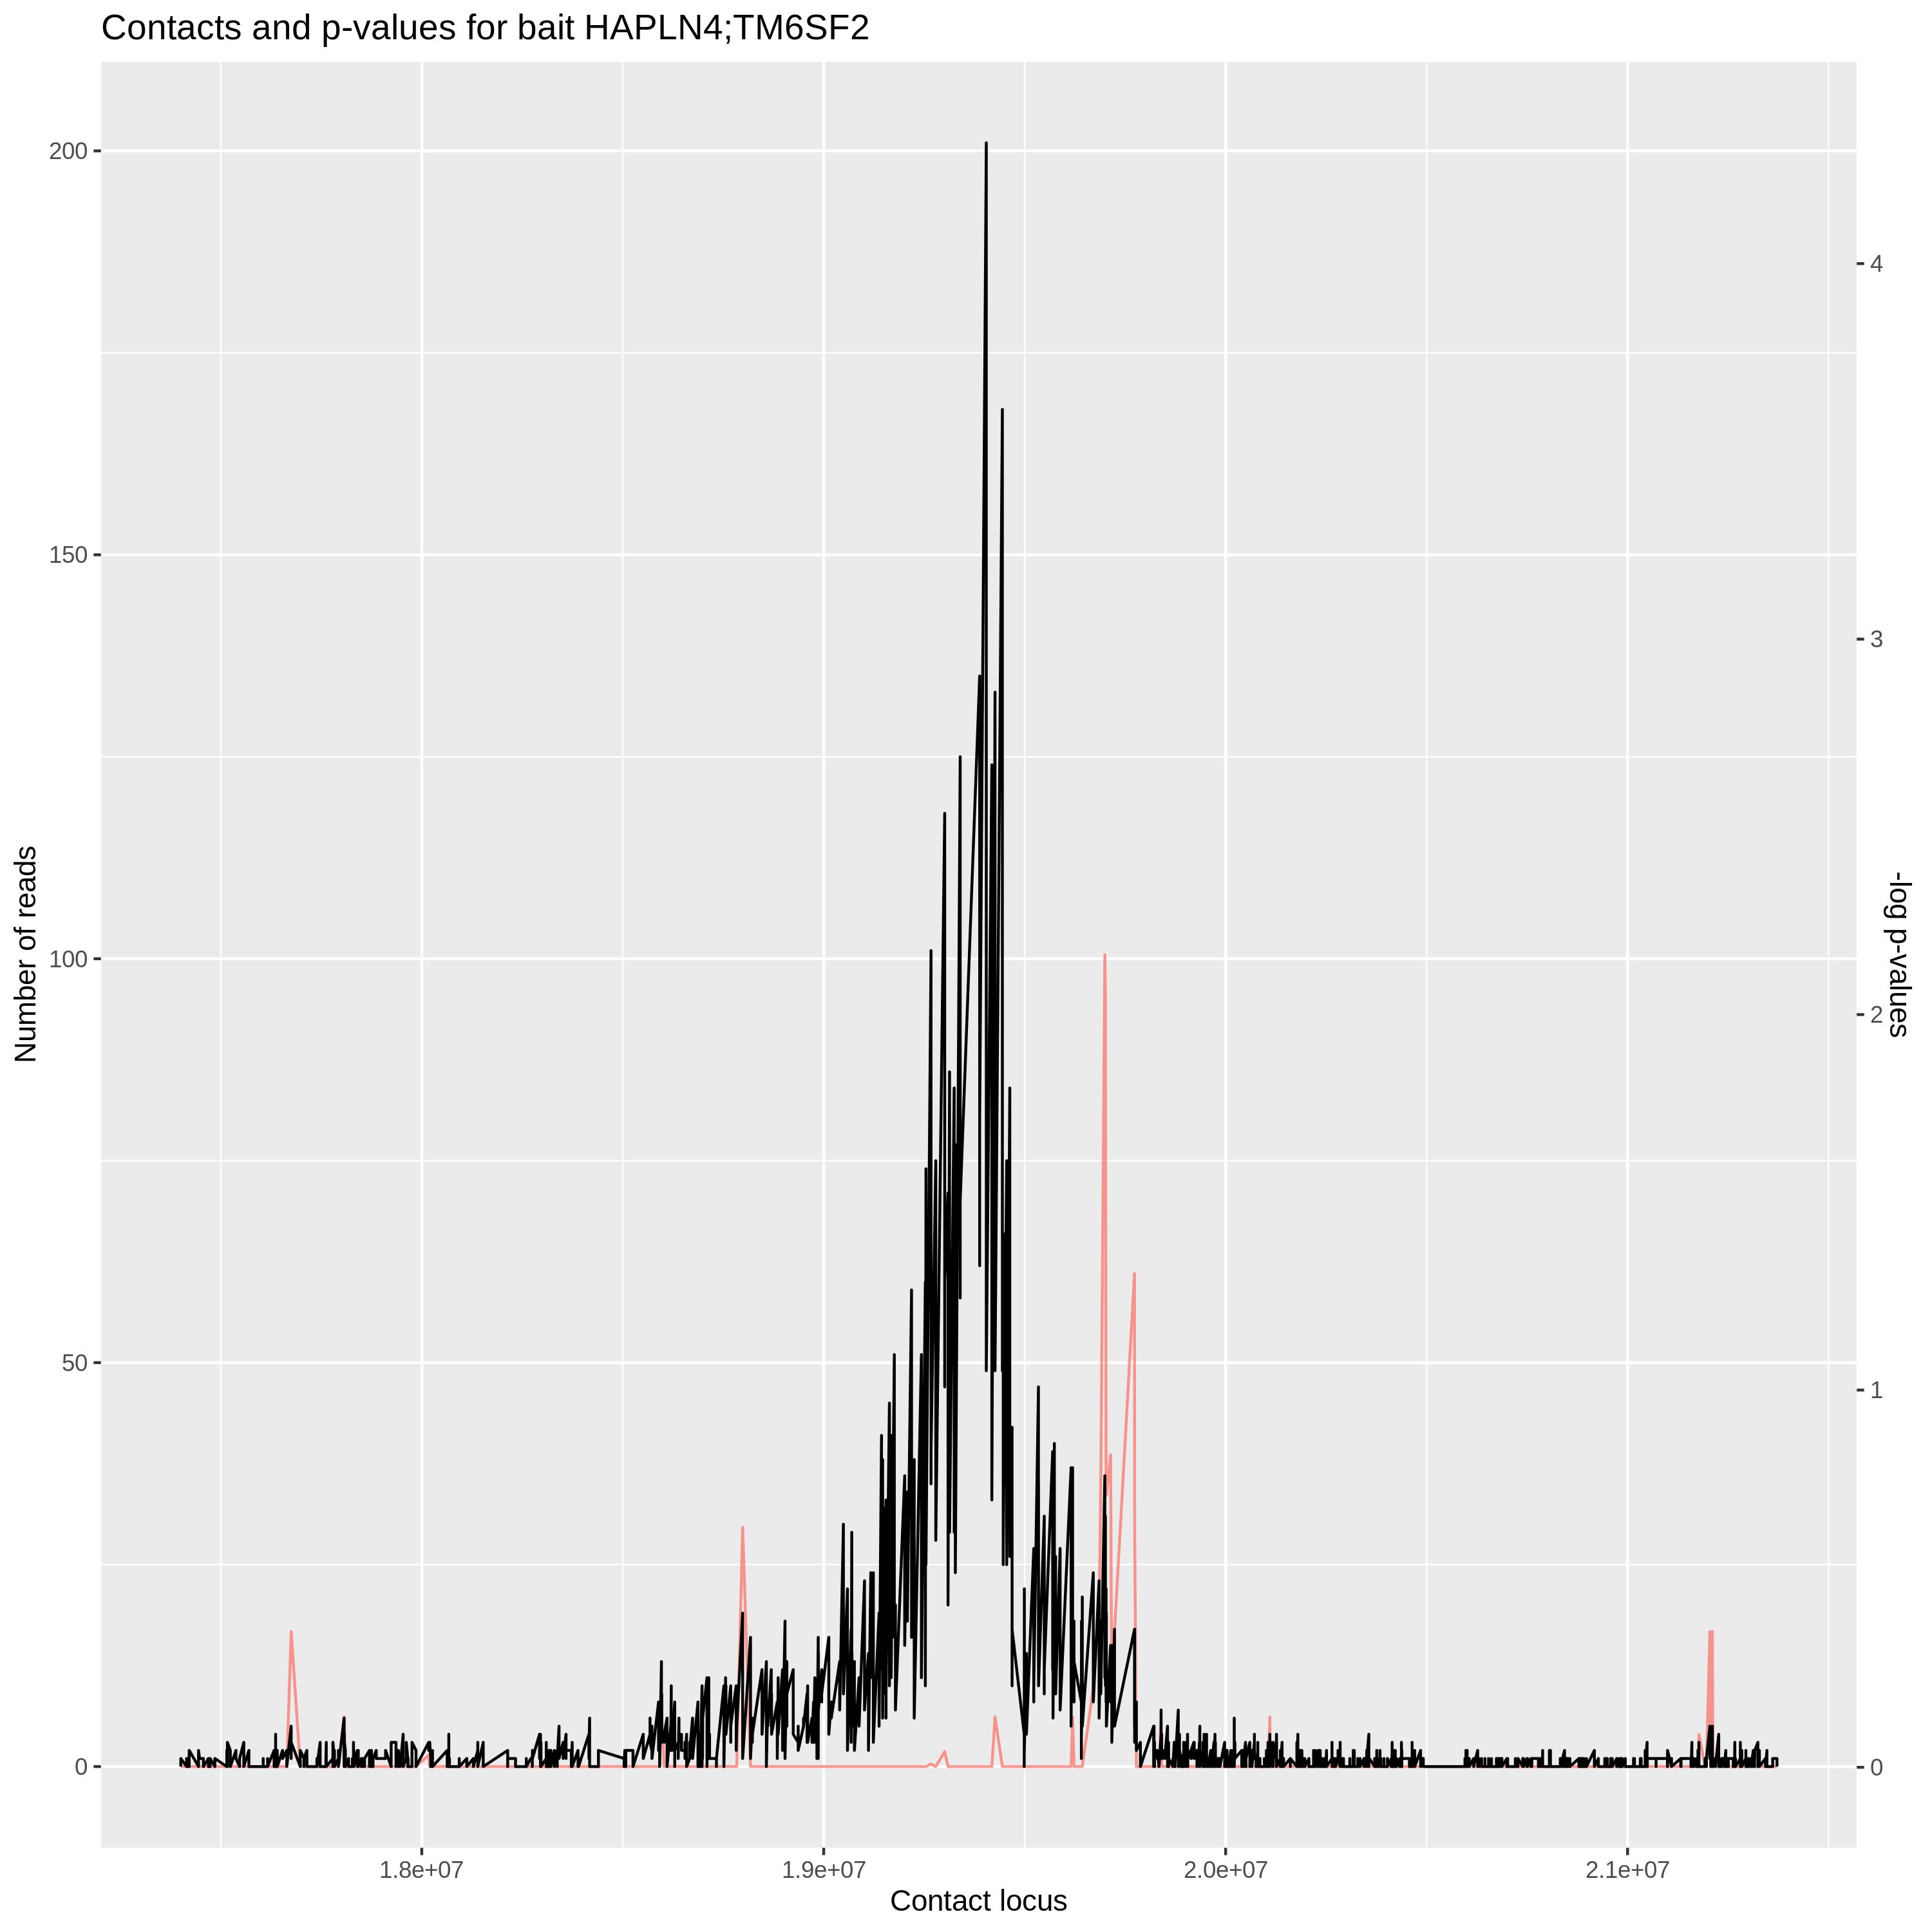 Contacts and p-values for bait HAPLN4;TM6SF2
200
150
100
50
0
Number of reads
4
3
2
1
0
-log p-values
1.8e+07
1.9e+07
2.0e+07
2.1e+07
Contact locus